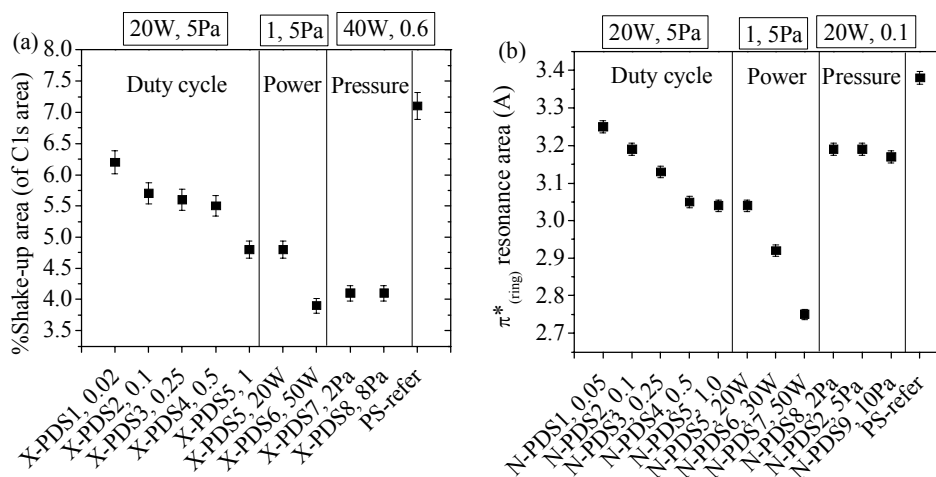 (a)
20W, 5Pa
1, 5Pa
40W, 0.6
Duty cycle
Power
Pressure
%Shake-up area (of C1s area)
8.0
7.5
7.0
6.5
6.0
5.5
5.0
4.5
4.0
3.5
X-PDS1, 0.02
X-PDS2, 0.1
X-PDS3, 0.25
X-PDS4, 0.5
X-PDS5, 1
X-PDS5, 20W
X-PDS6, 50W
X-PDS7, 2Pa
X-PDS8, 8Pa
PS-refer
(b)
20W, 5Pa
1, 5Pa
20W, 0.1
Duty cycle
Power
Pressure
π*(ring) resonance area (A)
3.4
3.3
3.2
3.1
3.0
2.9
2.8
2.7
N-PDS1, 0.05
N-PDS2, 0.1
N-PDS3, 0.25
N-PDS4, 0.5
N-PDS5, 1.0
N-PDS5, 20W
N-PDS6, 30W
N-PDS7, 50W
N-PDS8, 2Pa
N-PDS2, 5Pa
N-PDS9, 10Pa
PS-refer